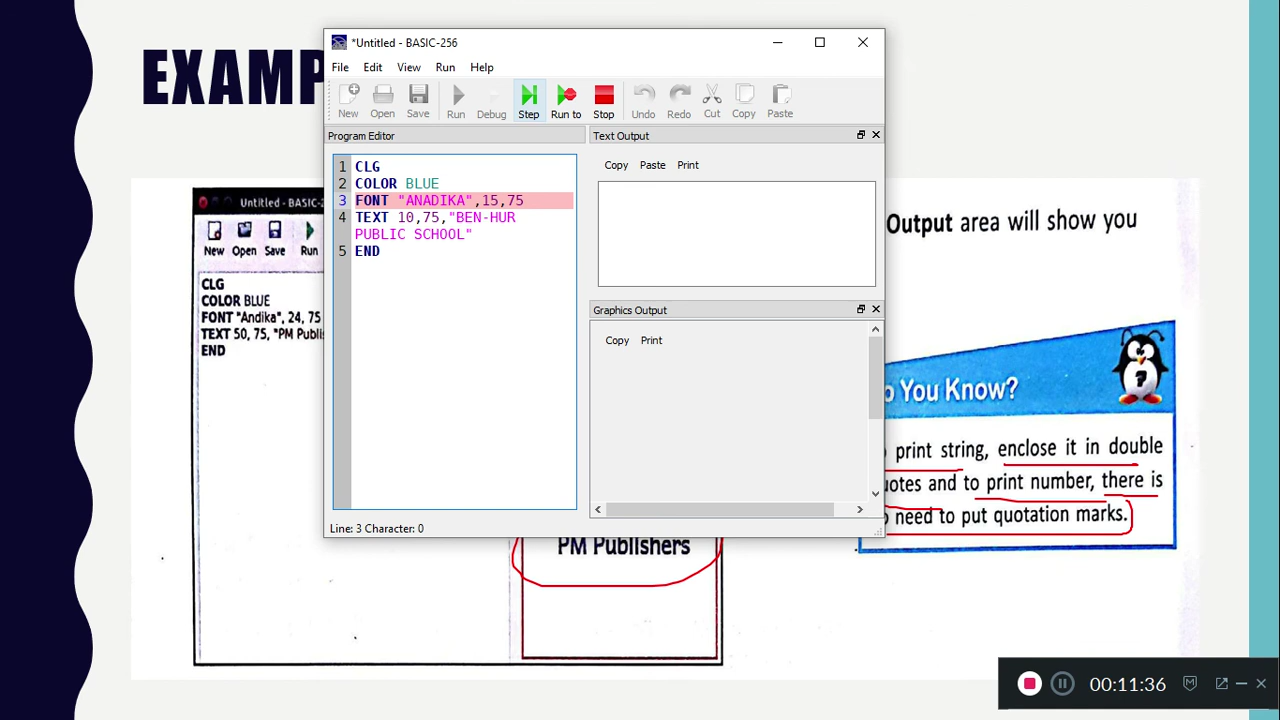 EXAMP
*Untitled - BASIC-256
File Edit View Run Help
New Open Save Run Debug Step Run to Stop Undo Redo Cut Copy Paste
Program Editor
1 CLG
2 COLOR BLUE
3 FONT "ANADIKA",15,75
4 TEXT 10,75,"BEN-HUR
PUBLIC SCHOOL"
5 END
Line: 3 Character: 0
Text Output
Copy Paste Print
Graphics Output
Copy Print
Untitled - BASIC-2
New Open Save Run
CLG
COLOR BLUE
FONT "Andika", 24, 75
TEXT 50, 75, "PM Publis
END
PM Publishers
Output area will show you
o You Know?
print string, enclose it in double
uotes and to print number, there is
o need to put quotation marks.
?
00:11:36